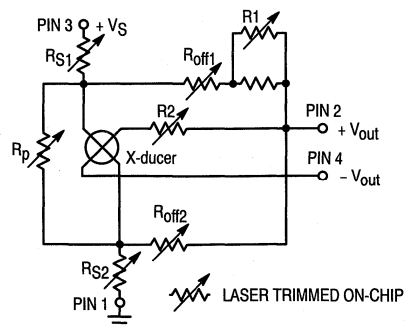 R1
PIN 3 + VS
RS1
Roff1
R2
PIN 2
+ Vout
Rp
X-ducer
PIN 4
− Vout
Roff2
RS2
LASER TRIMMED ON-CHIP
PIN 1